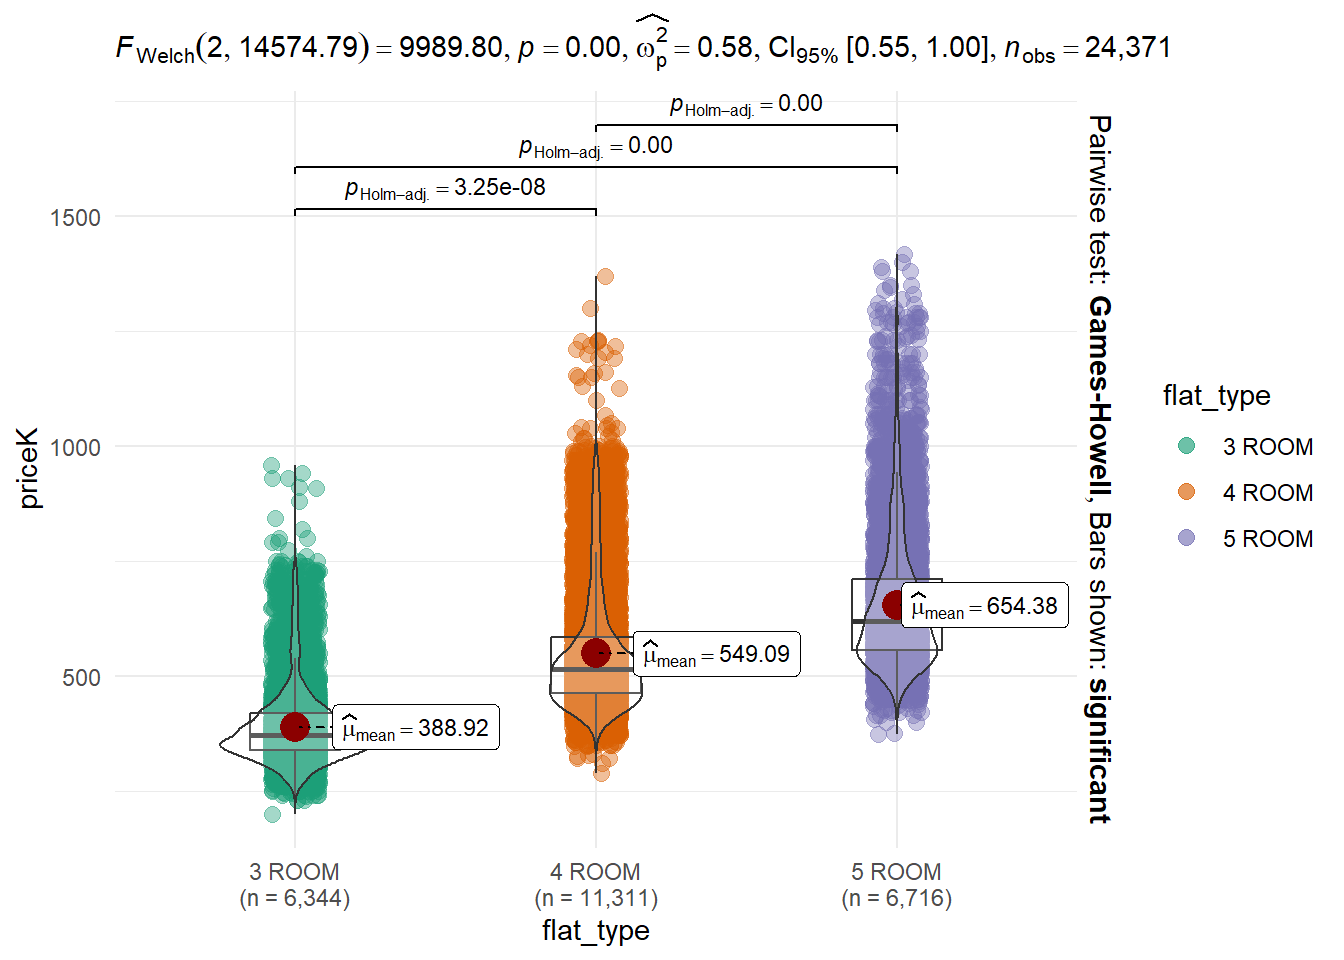 F Welch(2, 14574.79) = 9989.80, p = 0.00, ω̂²p = 0.58, CI95% [0.55, 1.00], nobs = 24,371
pHolm−adj. = 0.00
pHolm−adj. = 0.00
pHolm−adj. = 3.25e-08
1500
1000
500
priceK
μ̂mean = 388.92
μ̂mean = 549.09
μ̂mean = 654.38
3 ROOM
(n = 6,344)
4 ROOM
(n = 11,311)
5 ROOM
(n = 6,716)
flat_type
Pairwise test: Games-Howell, Bars shown: significant
flat_type
3 ROOM
4 ROOM
5 ROOM